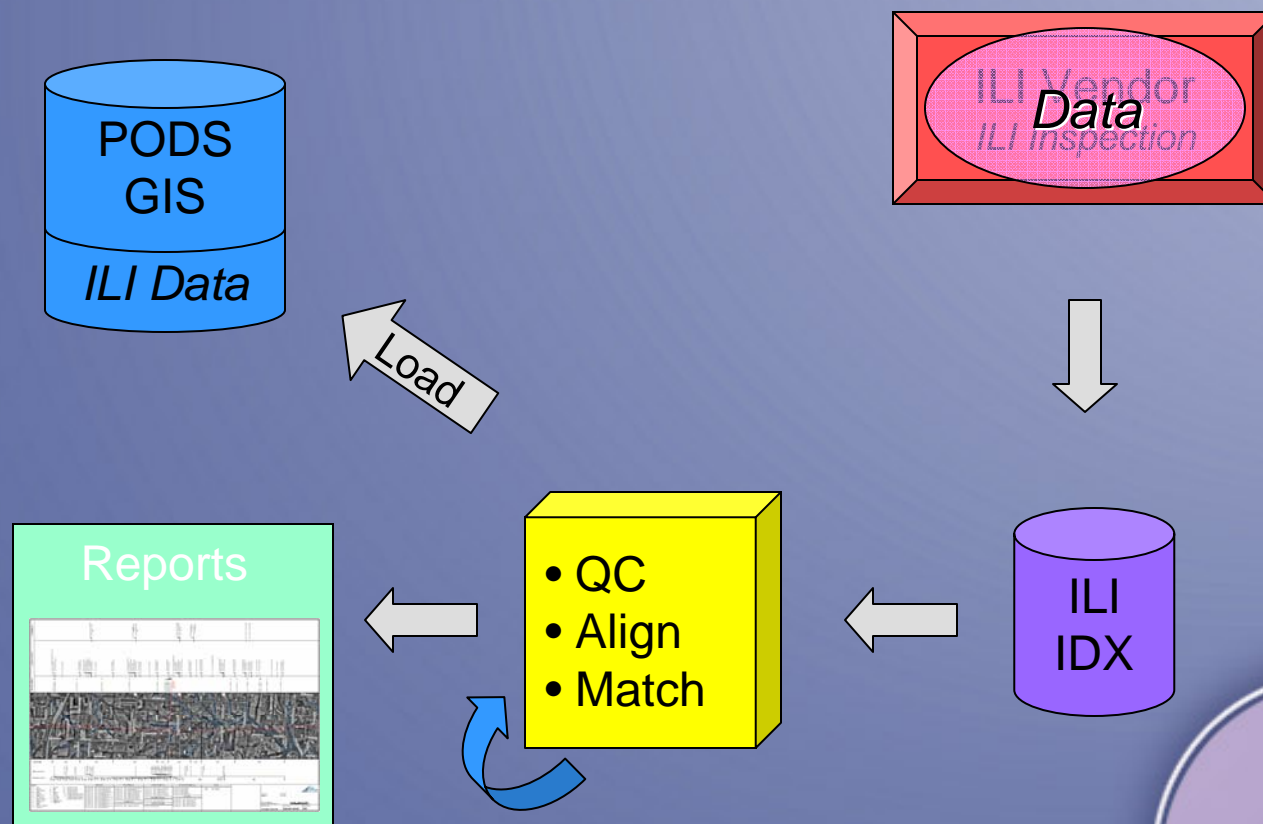 PODS
GIS
ILI Data
ILI Vendor
Data
ILI Inspection
Load
Reports
• QC
• Align
• Match
ILI
IDX